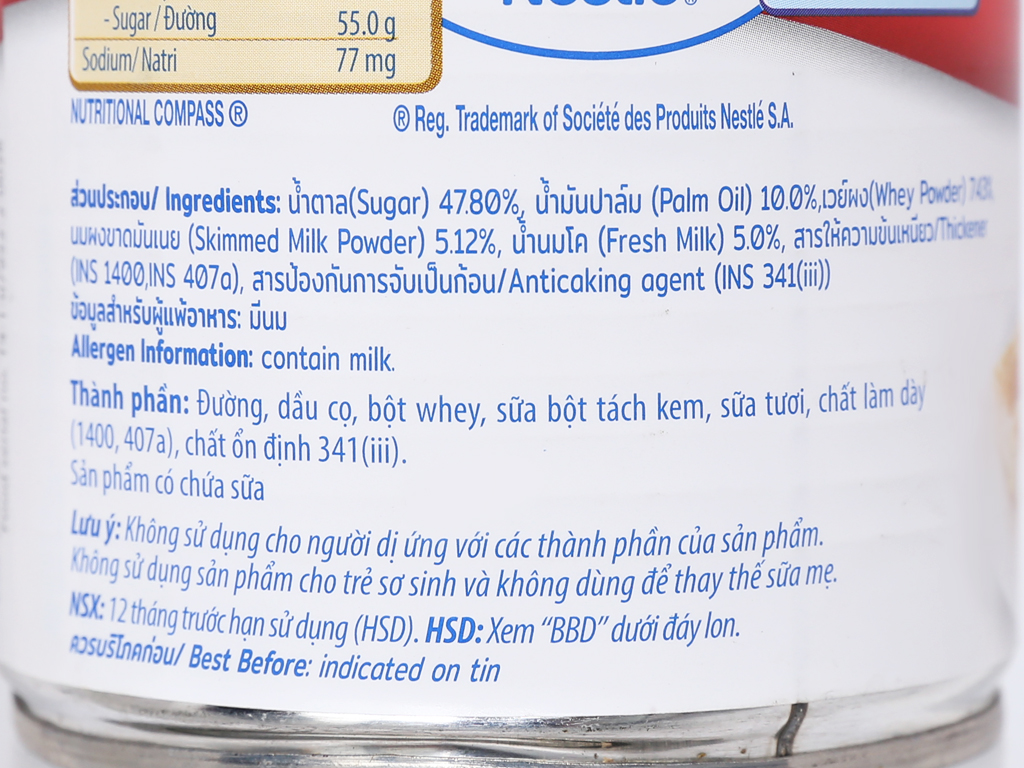 Nestlé®
- Sugar/Đường 55.0 g
Sodium/Natri 77 mg
NUTRITIONAL COMPASS ®
® Reg. Trademark of Société des Produits Nestlé S.A.
ส่วนประกอบ/ Ingredients: น้ำตาล(Sugar) 47.80%, น้ำมันปาล์ม (Palm Oil) 10.0%,เวย์ผง(Whey Powder)
นมผงขาดมันเนย (Skimmed Milk Powder) 5.12%, น้ำนมโค (Fresh Milk) 5.0%, สารให้ความข้นเหนียว/Thickener
(INS 1400,INS 407a), สารป้องกันการจับเป็นก้อน/Anticaking agent (INS 341(iii))
ข้อมูลสำหรับผู้แพ้อาหาร: มีนม
Allergen Information: contain milk.
Thành phần: Đường, dầu cọ, bột whey, sữa bột tách kem, sữa tươi, chất làm dày
(1400, 407a), chất ổn định 341(iii).
Sản phẩm có chứa sữa
Lưu ý: Không sử dụng cho người dị ứng với các thành phần của sản phẩm.
Không sử dụng sản phẩm cho trẻ sơ sinh và không dùng để thay thế sữa mẹ.
NSX: 12 tháng trước hạn sử dụng (HSD). HSD: Xem “BBD” dưới đáy lon.
ควรบริโภคก่อน/ Best Before: indicated on tin